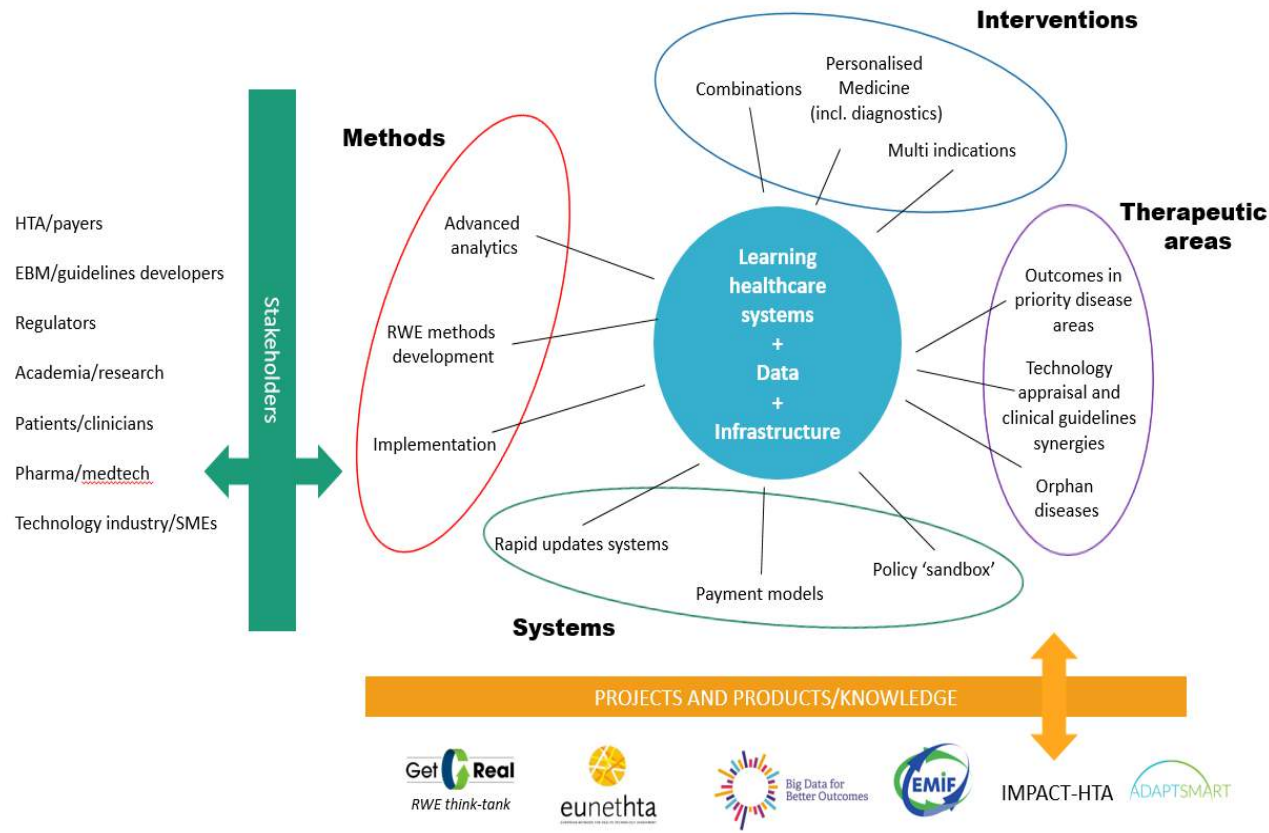 Interventions
Combinations
Personalised
Medicine
(incl. diagnostics)
Multi indications
Methods
Advanced
analytics
RWE methods
development
Implementation
HTA/payers
EBM/guidelines developers
Regulators
Academia/research
Patients/clinicians
Pharma/medtech
Technology industry/SMEs
Stakeholders
Learning
healthcare
systems
+
Data
+
Infrastructure
Therapeutic
areas
Outcomes in
priority disease
areas
Technology
appraisal and
clinical guidelines
synergies
Orphan
diseases
Rapid updates systems
Payment models
Policy ‘sandbox’
Systems
PROJECTS AND PRODUCTS/KNOWLEDGE
Get Real
RWE think-tank
eunethta
Big Data for
Better Outcomes
EMIF
IMPACT-HTA
ADAPTSMART